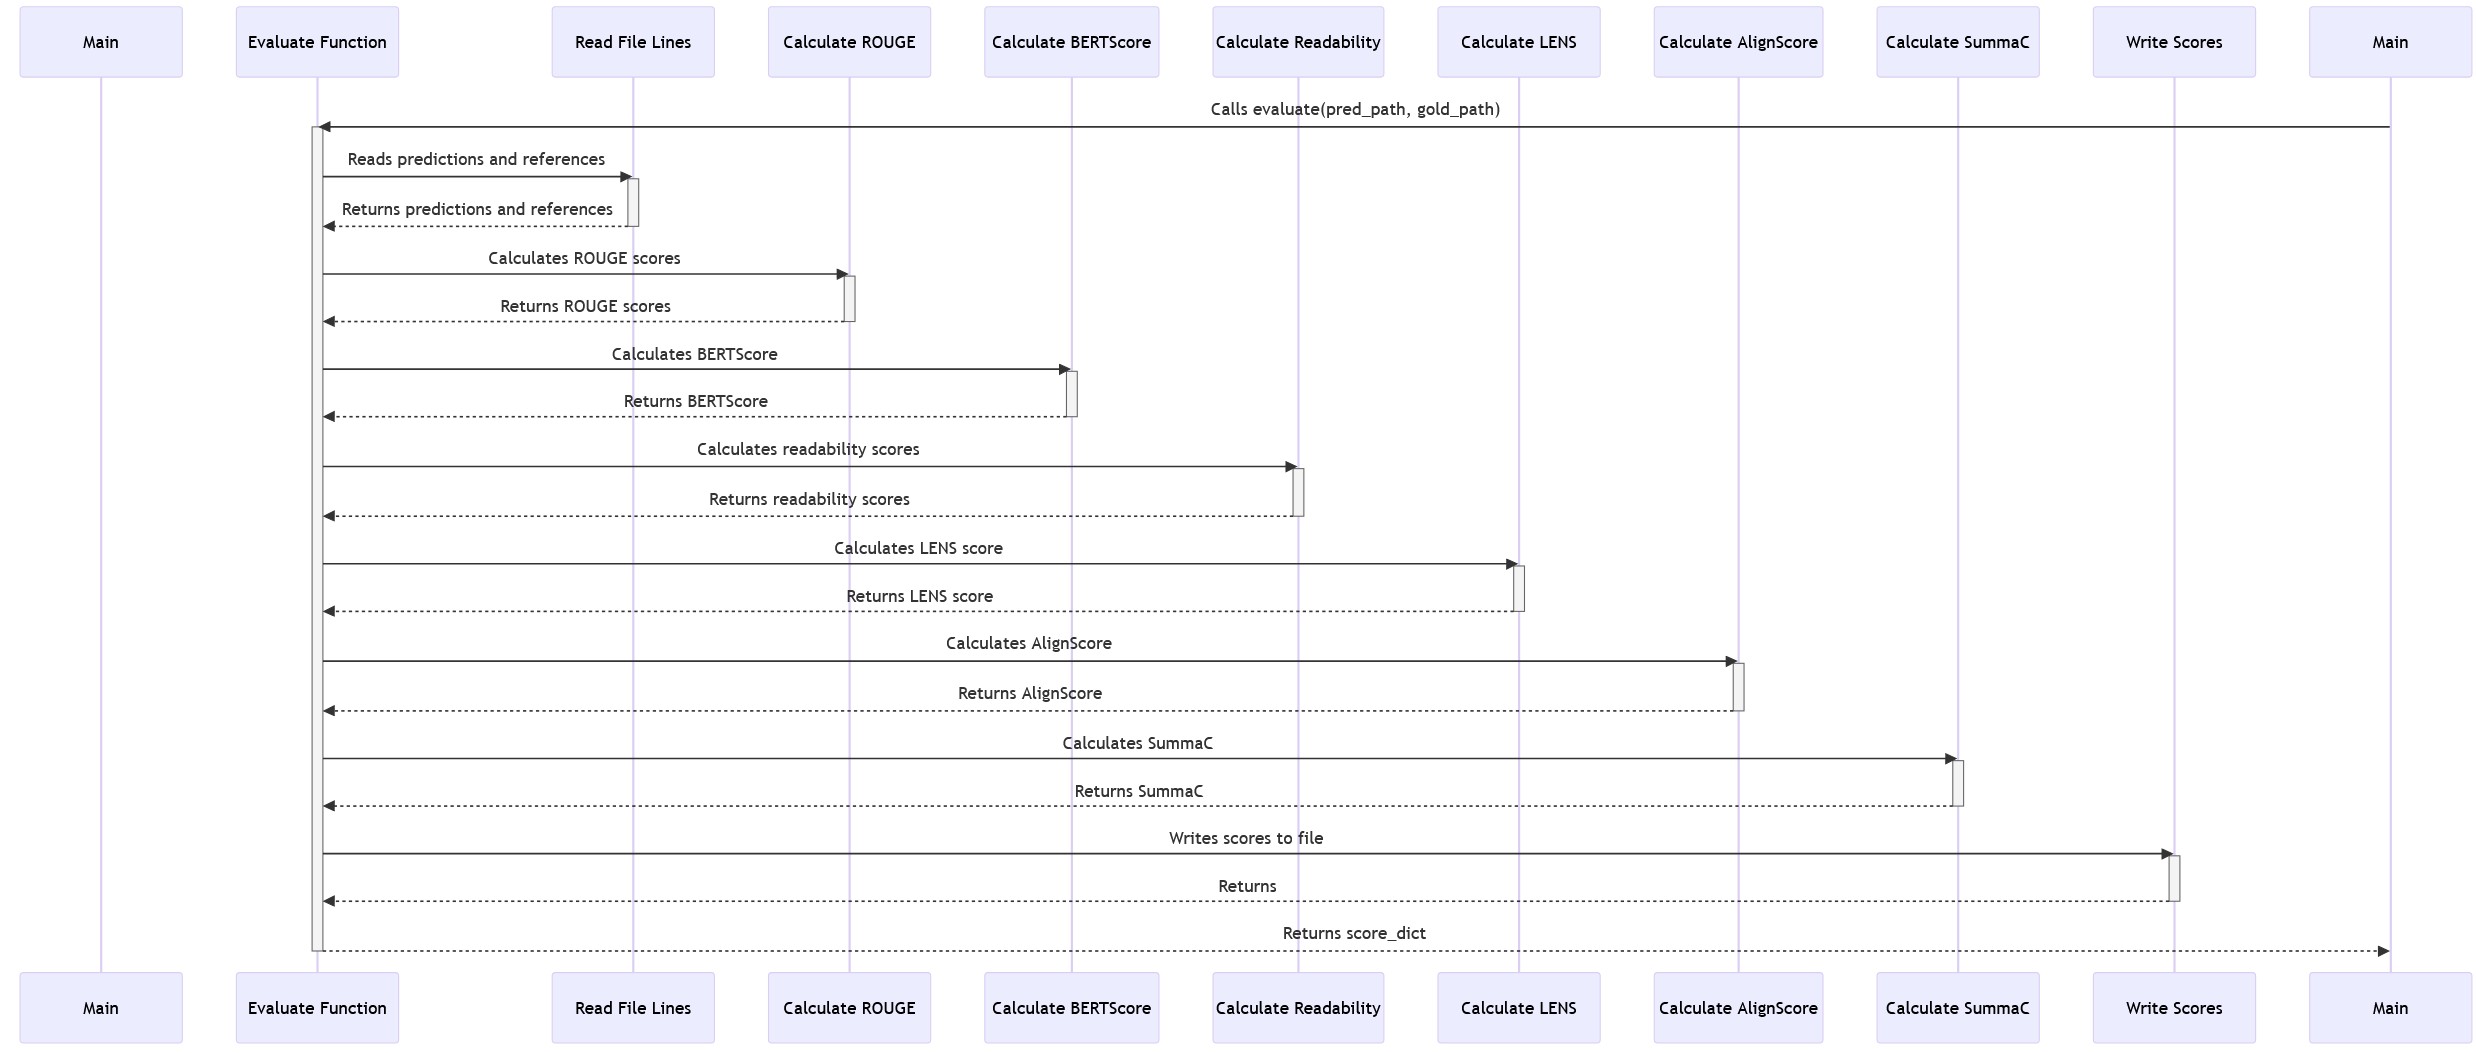 Main
Evaluate Function
Read File Lines
Calculate ROUGE
Calculate BERTScore
Calculate Readability
Calculate LENS
Calculate AlignScore
Calculate SummaC
Write Scores
Main
Calls evaluate(pred_path, gold_path)
Reads predictions and references
Returns predictions and references
Calculates ROUGE scores
Returns ROUGE scores
Calculates BERTScore
Returns BERTScore
Calculates readability scores
Returns readability scores
Calculates LENS score
Returns LENS score
Calculates AlignScore
Returns AlignScore
Calculates SummaC
Returns SummaC
Writes scores to file
Returns
Returns score_dict
Main
Evaluate Function
Read File Lines
Calculate ROUGE
Calculate BERTScore
Calculate Readability
Calculate LENS
Calculate AlignScore
Calculate SummaC
Write Scores
Main